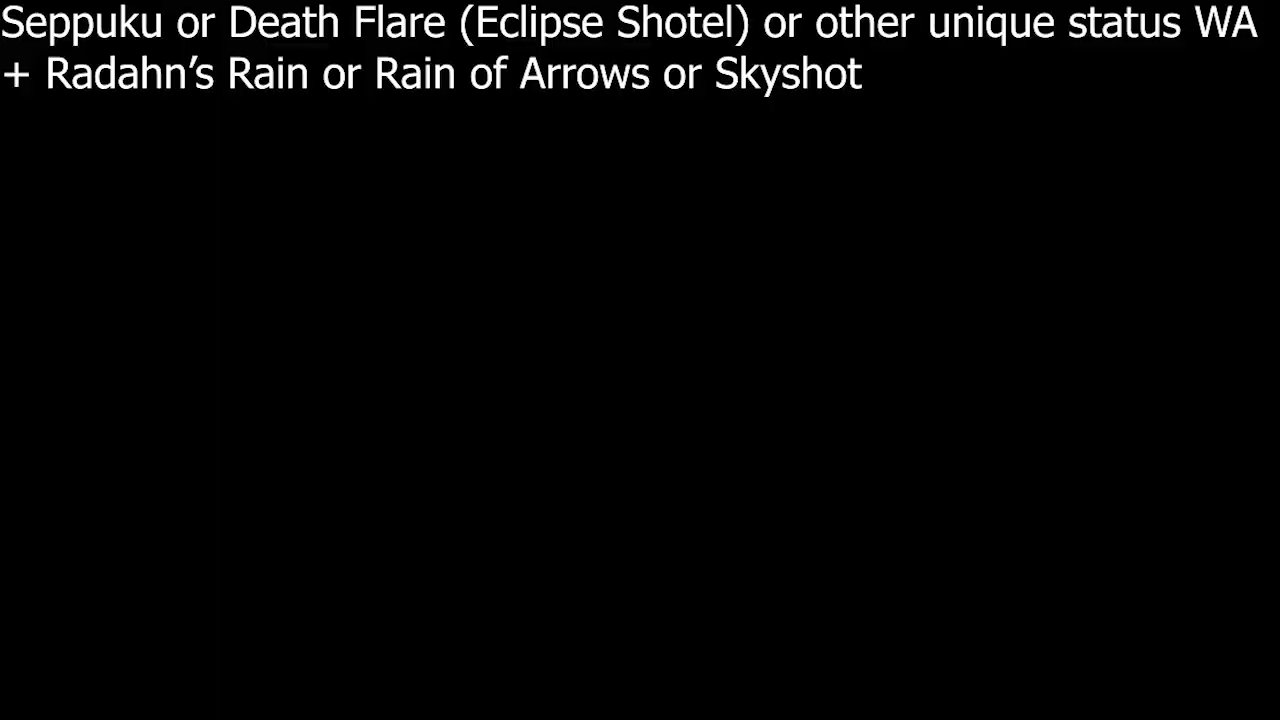 Seppuku or Death Flare (Eclipse Shotel) or other unique status WA
+ Radahn’s Rain or Rain of Arrows or Skyshot